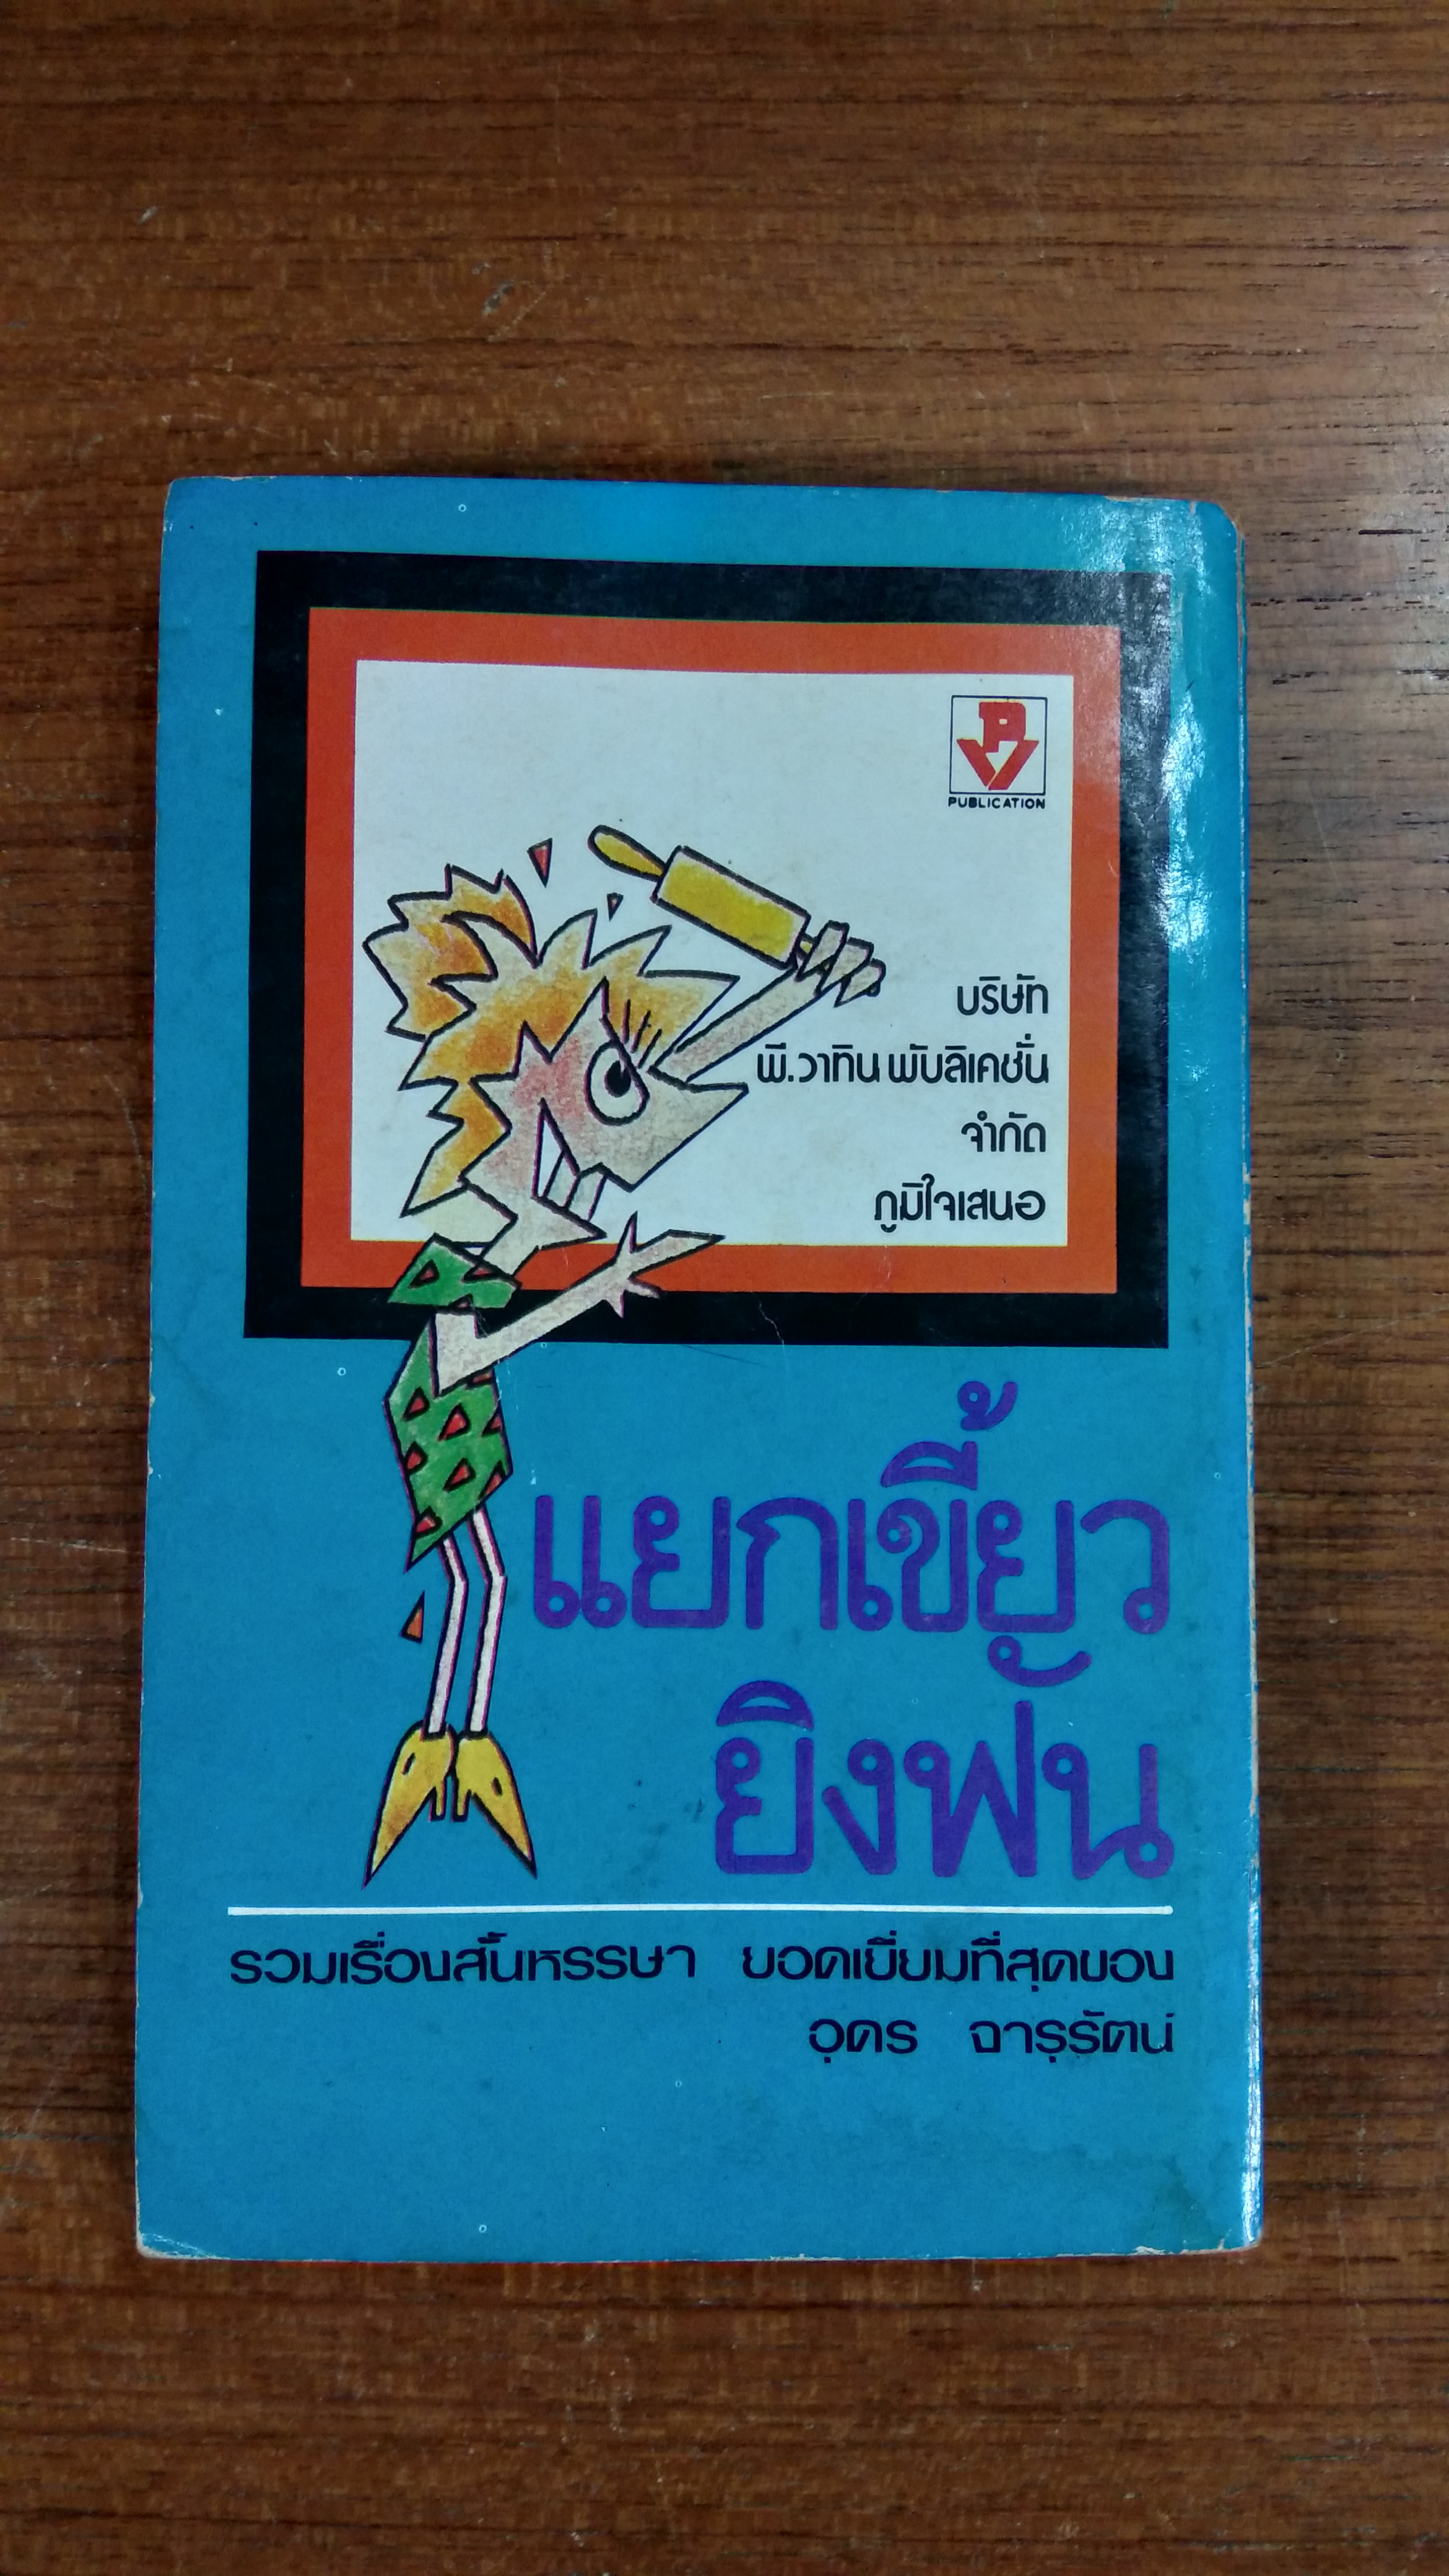 PV
PUBLICATION
บริษัท
พี.วาทิน พับลิเคชั่น
จำกัด
ภูมิใจเสนอ
แยกเขี้ยว
ยิงฟัน
รวมเรื่องสั้นหรรษา ยอดเยี่ยมที่สุดของ
อุดร จารุรัตน์